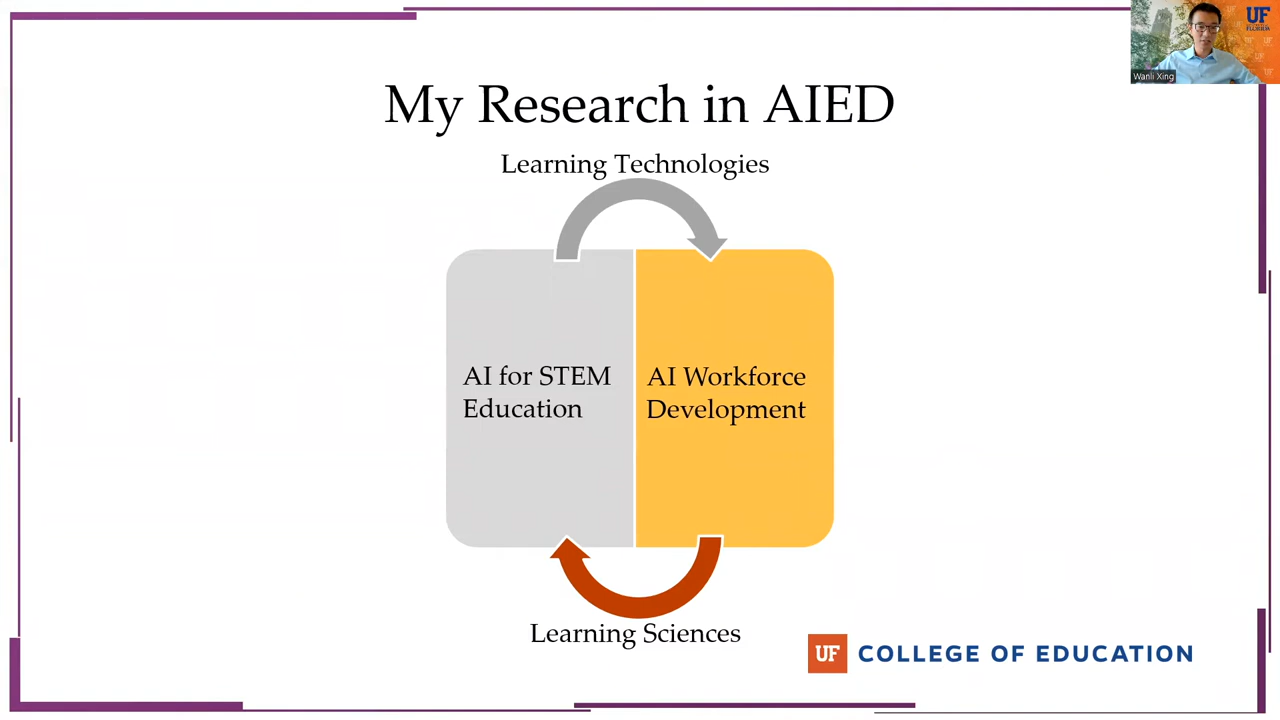 My Research in AIED
Learning Technologies
AI for STEM
Education
AI Workforce
Development
Learning Sciences
UF COLLEGE OF EDUCATION
UF
FLORIDA
Wanli Xing